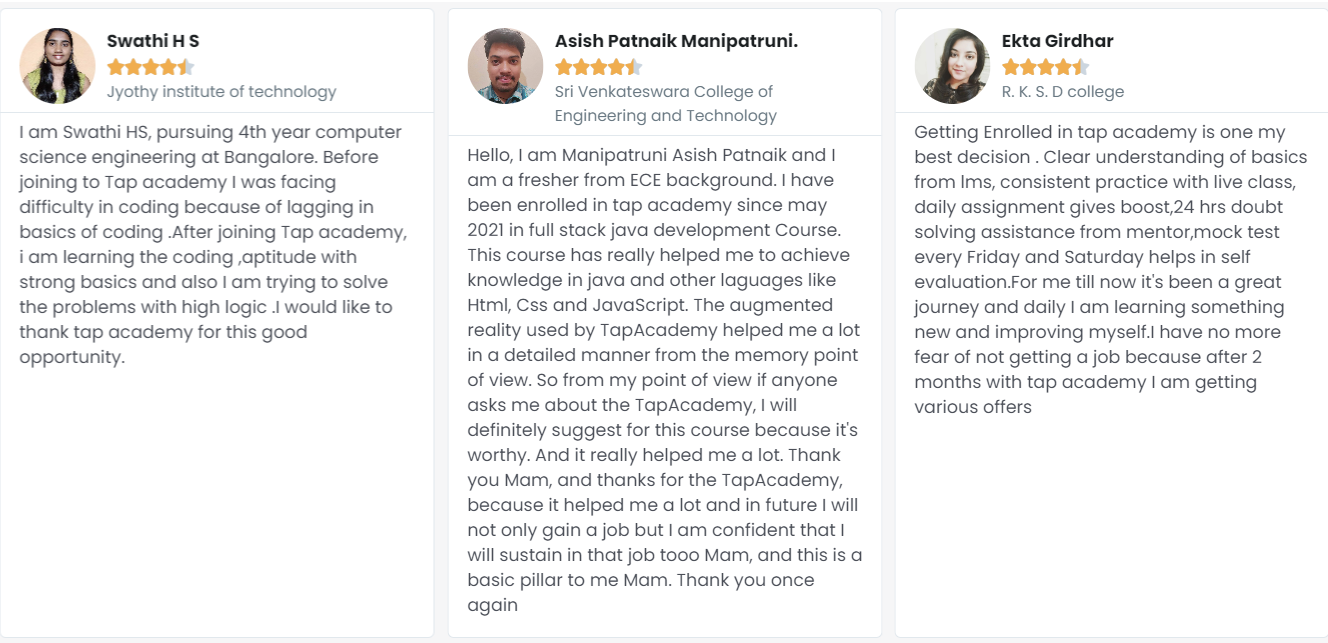 Swathi H S
Jyothy institute of technology
I am Swathi HS, pursuing 4th year computer
science engineering at Bangalore. Before
joining to Tap academy I was facing
difficulty in coding because of lagging in
basics of coding .After joining Tap academy,
i am learning the coding ,aptitude with
strong basics and also I am trying to solve
the problems with high logic .I would like to
thank tap academy for this good
opportunity.
Asish Patnaik Manipatruni.
Sri Venkateswara College of
Engineering and Technology
Hello, I am Manipatruni Asish Patnaik and I
am a fresher from ECE background. I have
been enrolled in tap academy since may
2021 in full stack java development Course.
This course has really helped me to achieve
knowledge in java and other laguages like
Html, Css and JavaScript. The augmented
reality used by TapAcademy helped me a lot
in a detailed manner from the memory point
of view. So from my point of view if anyone
asks me about the TapAcademy, I will
definitely suggest for this course because it's
worthy. And it really helped me a lot. Thank
you Mam, and thanks for the TapAcademy,
because it helped me a lot and in future I will
not only gain a job but I am confident that I
will sustain in that job tooo Mam, and this is a
basic pillar to me Mam. Thank you once
again
Ekta Girdhar
R. K. S. D college
Getting Enrolled in tap academy is one my
best decision . Clear understanding of basics
from lms, consistent practice with live class,
daily assignment gives boost,24 hrs doubt
solving assistance from mentor,mock test
every Friday and Saturday helps in self
evaluation.For me till now it's been a great
journey and daily I am learning something
new and improving myself.I have no more
fear of not getting a job because after 2
months with tap academy I am getting
various offers